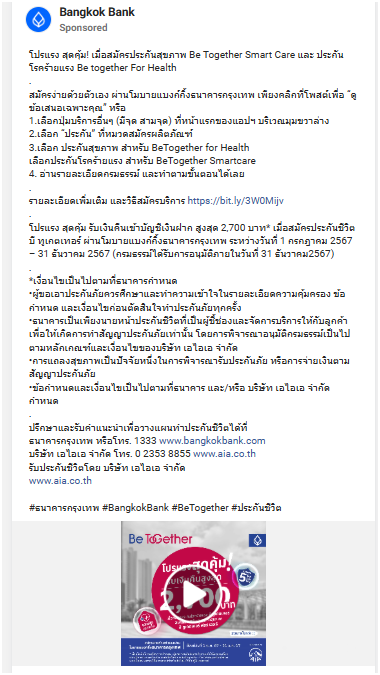 Bangkok Bank
Sponsored
โปรแรง สุดคุ้ม! เมื่อสมัครประกันสุขภาพ Be Together Smart Care และ ประกัน
โรคร้ายแรง Be together For Health
.
สมัครง่ายด้วยตัวเอง ผ่านโมบายแบงก์กิ้งธนาคารกรุงเทพ เพียงคลิกที่โพสต์เพื่อ “ดู
ข้อเสนอเฉพาะคุณ” หรือ
1.เลือกปุ่มบริการอื่นๆ (มีจุด สามจุด) ที่หน้าแรกของแอปฯ บริเวณมุมขวาล่าง
2.เลือก “ประกัน” ที่หมวดสมัครผลิตภัณฑ์
3.เลือก ประกันสุขภาพ สำหรับ BeTogether for Health
เลือกประกันโรคร้ายแรง สำหรับ BeTogether Smartcare
4. อ่านรายละเอียดกรมธรรม์ และทำตามขั้นตอนได้เลย
.
รายละเอียดเพิ่มเติม และวิธีสมัครบริการ https://bit.ly/3W0Mijv
.
โปรแรง สุดคุ้ม รับเงินคืนเข้าบัญชีเงินฝาก สูงสุด 2,700 บาท* เมื่อสมัครประกันชีวิต
บี ทูเกตเทอร์ ผ่านโมบายแบงก์กิ้งธนาคารกรุงเทพ ระหว่างวันที่ 1 กรกฎาคม 2567
– 31 ธันวาคม 2567 (กรมธรรม์ได้รับการอนุมัติภายในวันที่ 31 ธันวาคม2567)
.
*เงื่อนไขเป็นไปตามที่ธนาคารกำหนด
*ผู้ขอเอาประกันภัยควรศึกษาและทำความเข้าใจในรายละเอียดความคุ้มครอง ข้อ
กำหนด และเงื่อนไขก่อนตัดสินใจทำประกันภัยทุกครั้ง
*ธนาคารเป็นเพียงนายหน้าประกันชีวิตที่เป็นผู้ชี้ช่องและจัดการบริการให้กับลูกค้า
เพื่อให้เกิดการทำสัญญาประกันภัยเท่านั้น โดยการพิจารณาอนุมัติกรมธรรม์เป็นไป
ตามหลักเกณฑ์และเงื่อนไขของบริษัท เอไอเอ จำกัด
*การแถลงสุขภาพเป็นปัจจัยหนึ่งในการพิจารณารับประกันภัย หรือการจ่ายเงินตาม
สัญญาประกันภัย
*ข้อกำหนดและเงื่อนไขเป็นไปตามที่ธนาคาร และ/หรือ บริษัท เอไอเอ จำกัด
กำหนด
.
ปรึกษาและรับคำแนะนำเพื่อวางแผนทำประกันชีวิตได้ที่
ธนาคารกรุงเทพ หรือโทร. 1333 www.bangkokbank.com
บริษัท เอไอเอ จำกัด โทร. 0 2353 8855 www.aia.co.th
รับประกันชีวิตโดย บริษัท เอไอเอ จำกัด
www.aia.co.th
.
#ธนาคารกรุงเทพ #BangkokBank #BeTogether #ประกันชีวิต
Be ToGether
โปรแรงสุดคุ้ม!
รับเงินคืนสูงสุด
บาท